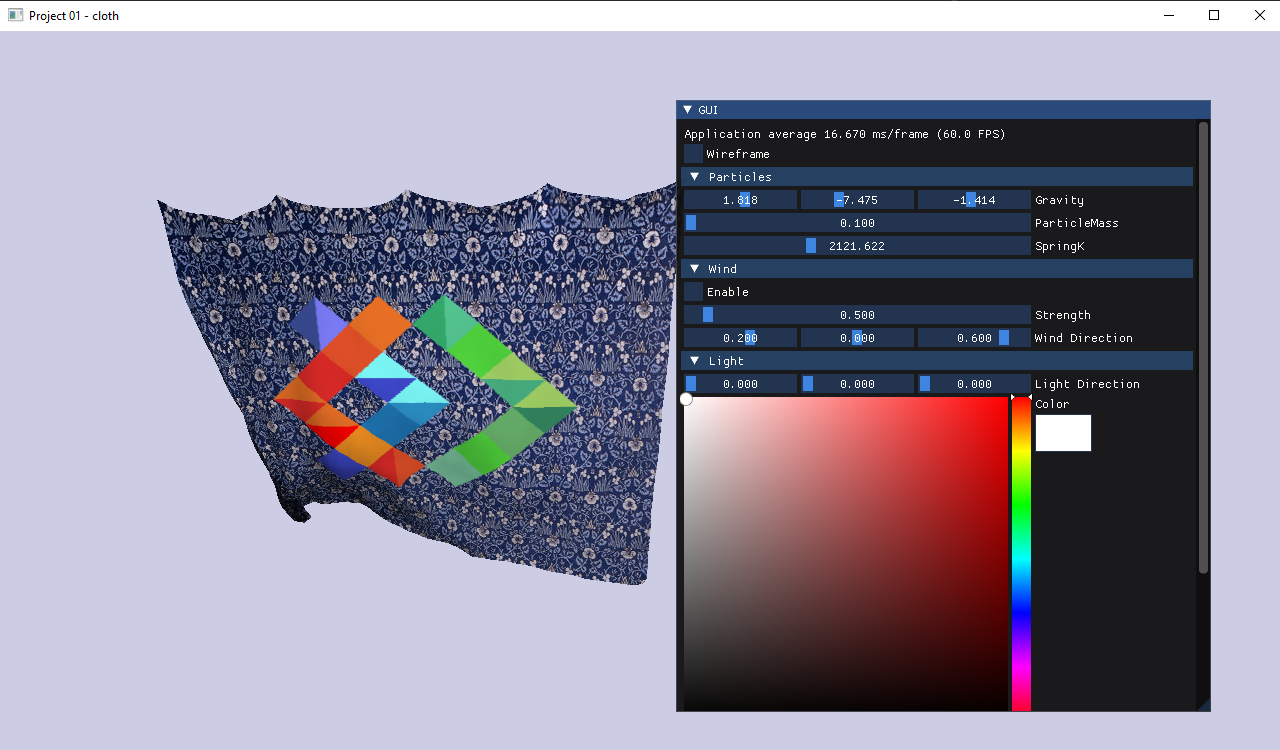 Project 01 - cloth
GUI
Application average 16.670 ms/frame (60.0 FPS)
Wireframe
Particles
1.818 -7.475 -1.414 Gravity
0.100 ParticleMass
2121.622 SpringK
Wind
Enable
0.500 Strength
0.200 0.000 0.600 Wind Direction
Light
0.000 0.000 0.000 Light Direction
Color